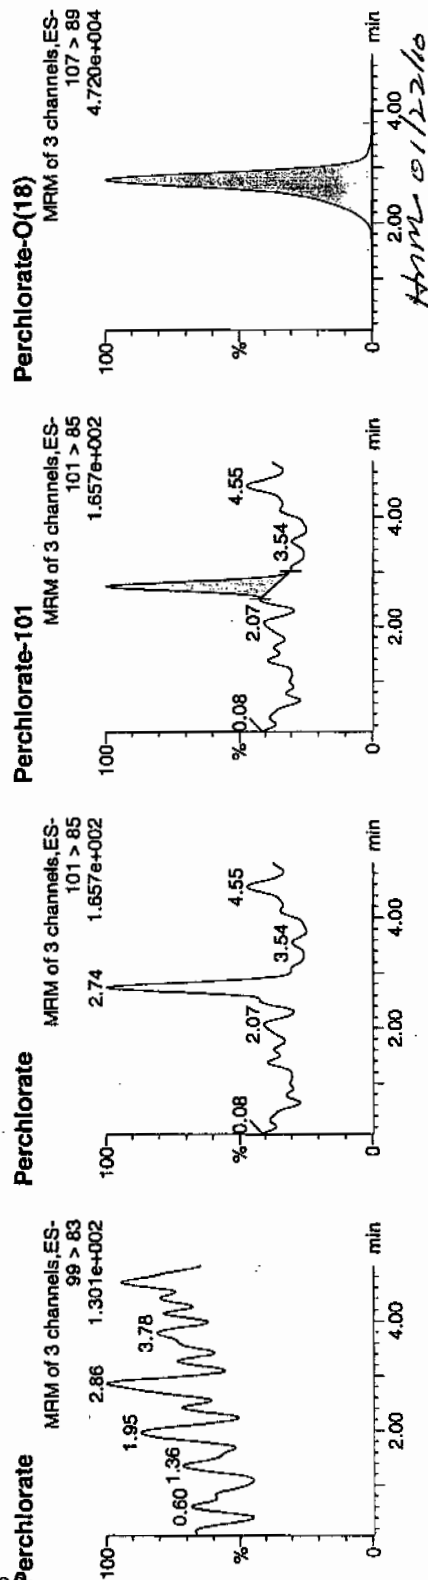 Perchlorate
MRM of 3 channels,ES-
99 > 83
1.301e+002
100
%
0
0.60
1.36
1.95
2.86
3.78
2.00
4.00
min
Perchlorate
MRM of 3 channels,ES-
101 > 85
1.657e+002
100
%
0
0.08
2.07
2.74
3.54
4.55
2.00
4.00
min
Perchlorate-101
MRM of 3 channels,ES-
101 > 85
1.657e+002
100
%
0
0.08
2.07
3.54
4.55
2.00
4.00
min
Perchlorate-O(18)
MRM of 3 channels,ES-
107 > 89
4.720e+004
100
%
0
2.00
4.00
min
01/22/10